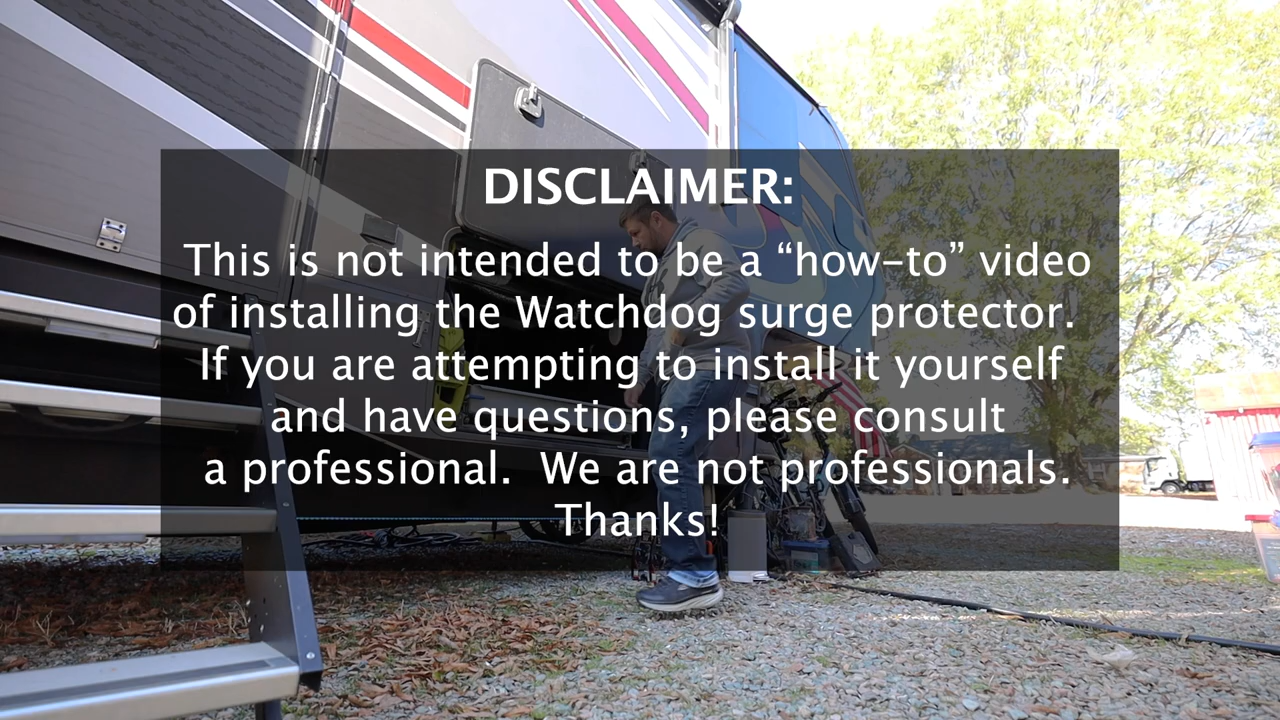 DISCLAIMER:
This is not intended to be a “how-to” video
of installing the Watchdog surge protector.
If you are attempting to install it yourself
and have questions, please consult
a professional.  We are not professionals.
Thanks!